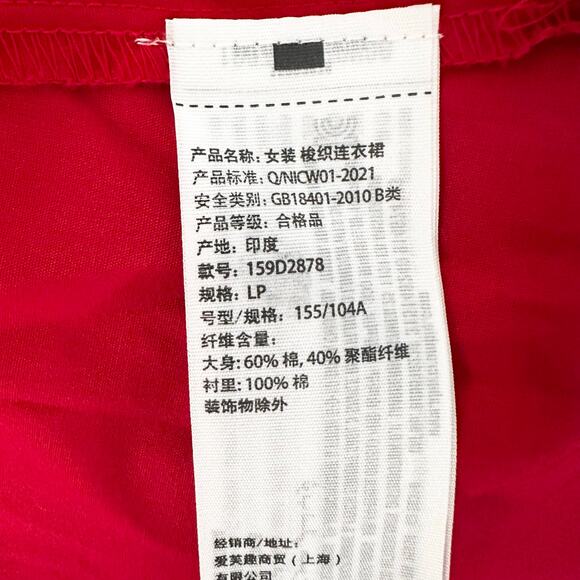 产品名称: 女装 梭织连衣裙
产品标准: Q/NICW01-2021
安全类别: GB18401-2010 B类
产品等级: 合格品
产地: 印度
款号: 159D2878
规格: LP
号型/规格: 155/104A
纤维含量:
大身: 60% 棉, 40% 聚酯纤维
衬里: 100% 棉
装饰物除外
经销商/地址:
爱芙趣商贸（上海）
有限公司